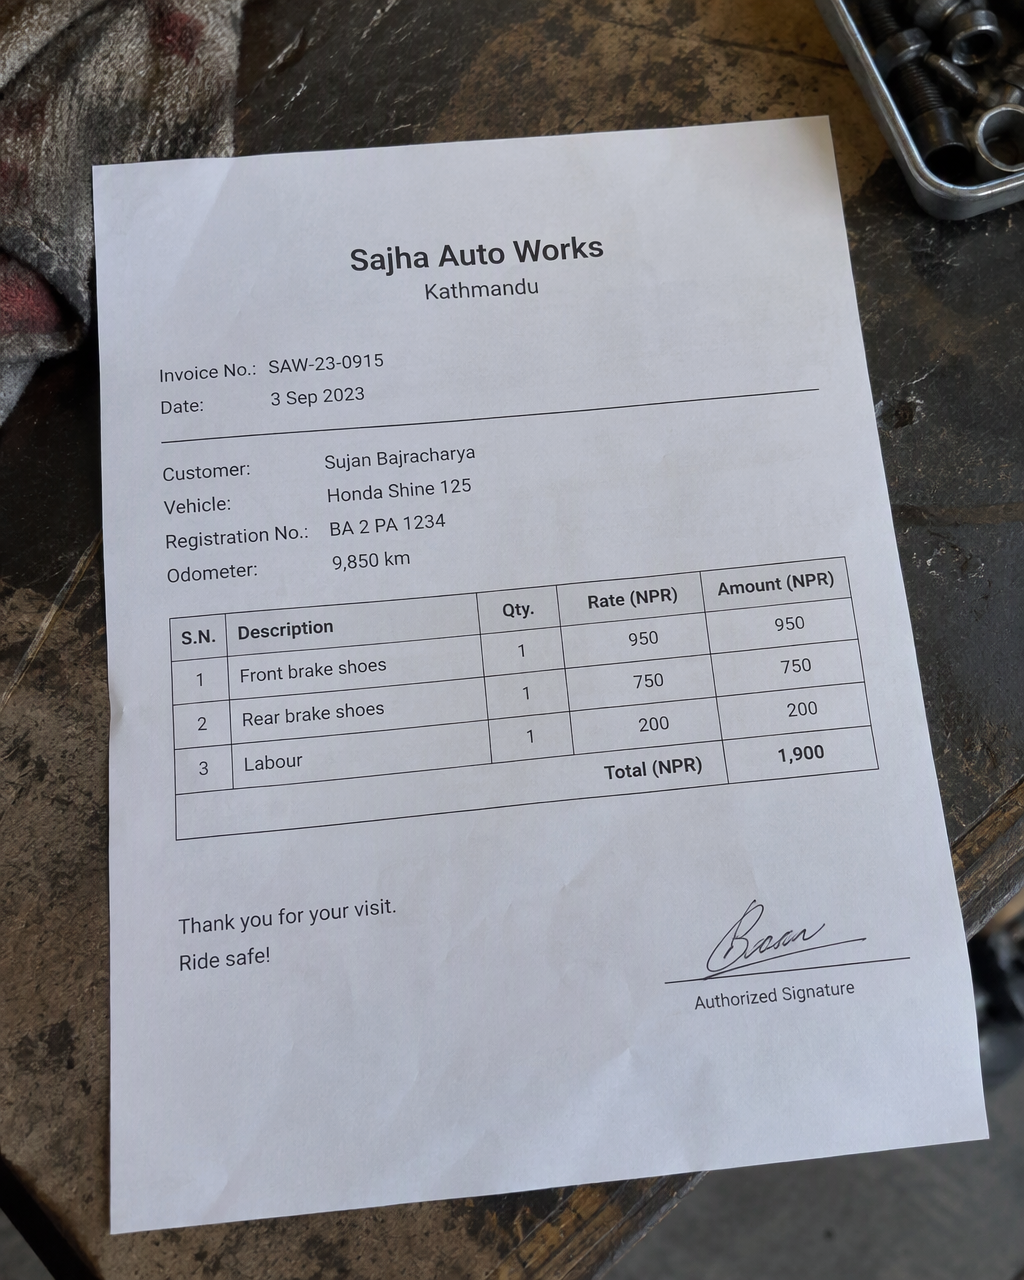 Sajha Auto Works
Kathmandu
Invoice No.: SAW-23-0915
Date: 3 Sep 2023
Customer: Sujan Bajracharya
Vehicle: Honda Shine 125
Registration No.: BA 2 PA 1234
Odometer: 9,850 km
S.N. Description Qty. Rate (NPR) Amount (NPR)
1 Front brake shoes 1 950 950
2 Rear brake shoes 1 750 750
3 Labour 1 200 200
Total (NPR) 1,900
Thank you for your visit.
Ride safe!
Authorized Signature